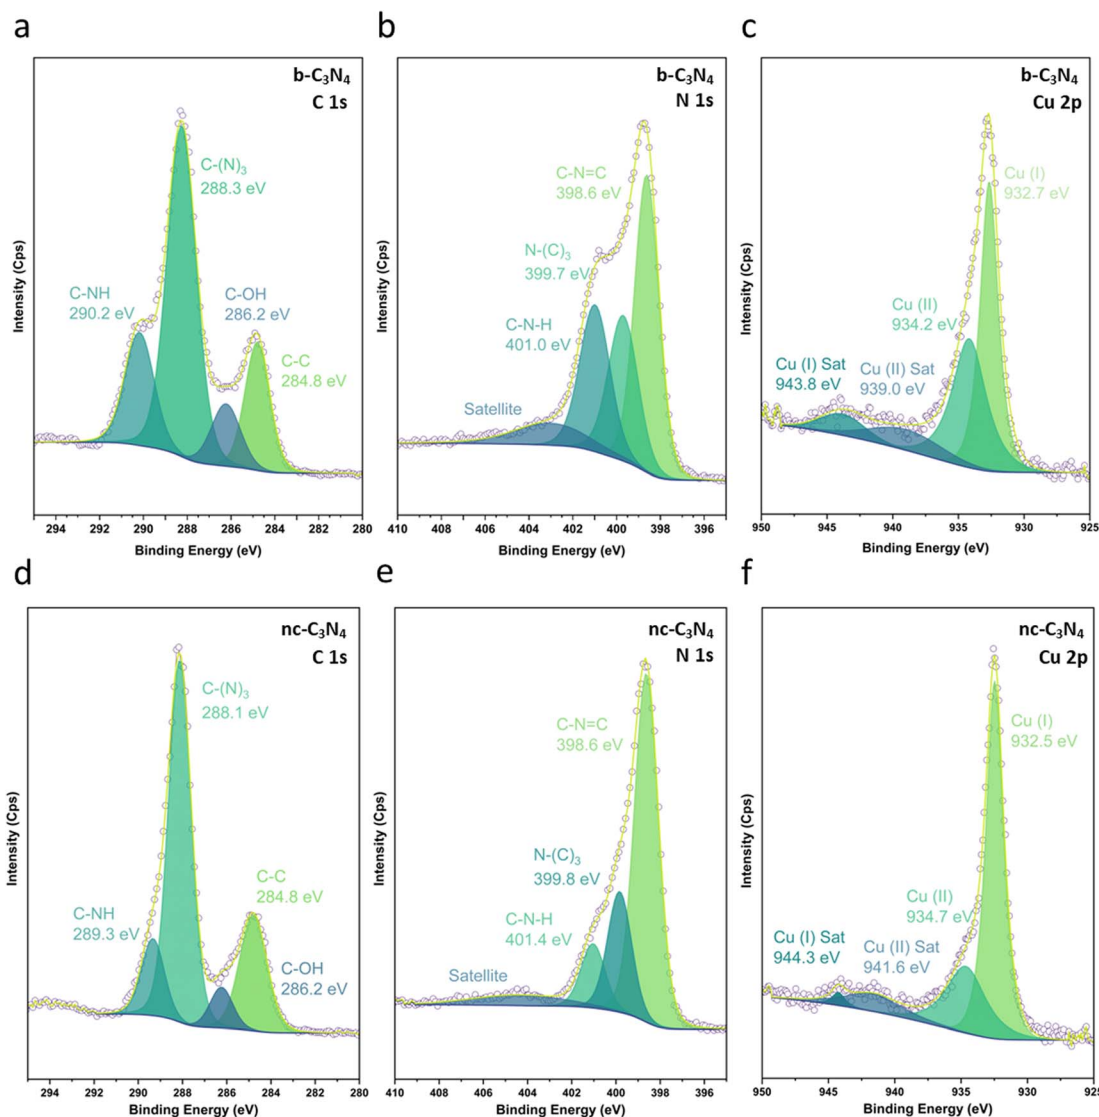 a
b-C₃N₄
C 1s
C-(N)₃
288.3 eV
C-NH
290.2 eV
C-OH
286.2 eV
C-C
284.8 eV
Intensity (Cps)
294 292 290 288 286 284 282 280
Binding Energy (eV)
b
b-C₃N₄
N 1s
C-N=C
398.6 eV
N-(C)₃
399.7 eV
C-N-H
401.0 eV
Satellite
Intensity (Cps)
410 408 406 404 402 400 398 396
Binding Energy (eV)
c
b-C₃N₄
Cu 2p
Cu (I)
932.7 eV
Cu (II)
934.2 eV
Cu (I) Sat
943.8 eV
Cu (II) Sat
939.0 eV
Intensity (Cps)
950 945 940 935 930 925
Binding Energy (eV)
d
nc-C₃N₄
C 1s
C-(N)₃
288.1 eV
C-C
284.8 eV
C-NH
289.3 eV
C-OH
286.2 eV
Intensity (Cps)
294 292 290 288 286 284 282 280
Binding Energy (eV)
e
nc-C₃N₄
N 1s
C-N=C
398.6 eV
N-(C)₃
399.8 eV
C-N-H
401.4 eV
Satellite
Intensity (Cps)
410 408 406 404 402 400 398 396
Binding Energy (eV)
f
nc-C₃N₄
Cu 2p
Cu (I)
932.5 eV
Cu (II)
934.7 eV
Cu (I) Sat
944.3 eV
Cu (II) Sat
941.6 eV
Intensity (Cps)
950 945 940 935 930 925
Binding Energy (eV)